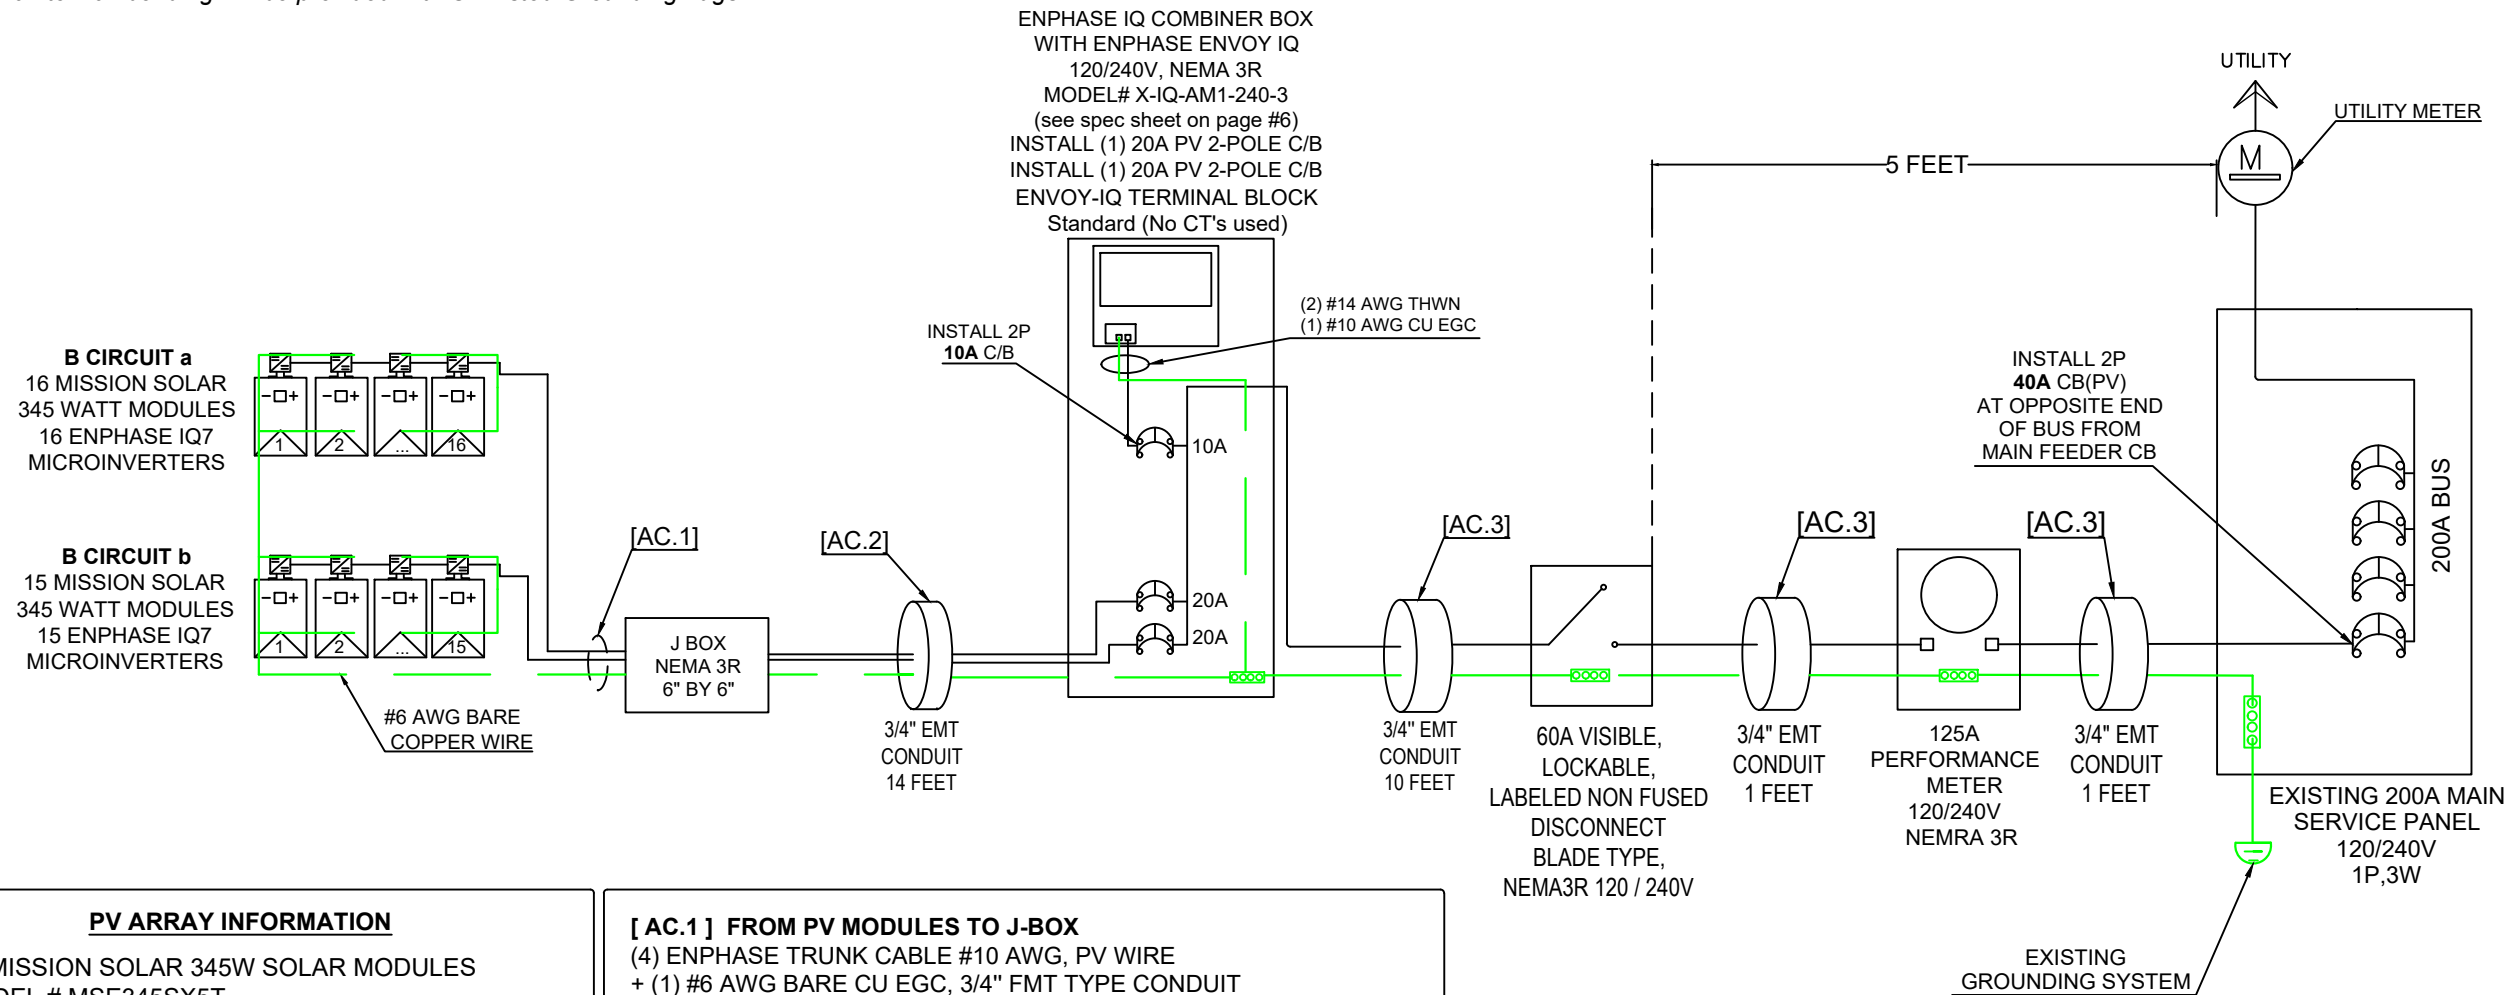 ENPHASE IQ COMBINER BOX
WITH ENPHASE ENVOY IQ
120/240V, NEMA 3R
MODEL# X-IQ-AM1-240-3
(see spec sheet on page #6)
INSTALL (1) 20A PV 2-POLE C/B
INSTALL (1) 20A PV 2-POLE C/B
ENVOY-IQ TERMINAL BLOCK
Standard (No CT's used)
UTILITY
UTILITY METER
M
5 FEET
(2) #14 AWG THWN
(1) #10 AWG CU EGC
INSTALL 2P
10A C/B
10A
20A
20A
B CIRCUIT a
16 MISSION SOLAR
345 WATT MODULES
16 ENPHASE IQ7
MICROINVERTERS
- +
- +
- +
- +
1
2
...
16
B CIRCUIT b
15 MISSION SOLAR
345 WATT MODULES
15 ENPHASE IQ7
MICROINVERTERS
- +
- +
- +
- +
1
2
...
15
#6 AWG BARE
COPPER WIRE
[AC.1]
J BOX
NEMA 3R
6" BY 6"
[AC.2]
3/4" EMT
CONDUIT
14 FEET
[AC.3]
3/4" EMT
CONDUIT
10 FEET
60A VISIBLE,
LOCKABLE,
LABELED NON FUSED
DISCONNECT
BLADE TYPE,
NEMA3R 120 / 240V
[AC.3]
3/4" EMT
CONDUIT
1 FEET
125A
PERFORMANCE
METER
120/240V
NEMRA 3R
[AC.3]
3/4" EMT
CONDUIT
1 FEET
INSTALL 2P
40A CB(PV)
AT OPPOSITE END
OF BUS FROM
MAIN FEEDER CB
200A BUS
EXISTING 200A MAIN
SERVICE PANEL
120/240V
1P,3W
EXISTING
GROUNDING SYSTEM
PV ARRAY INFORMATION
MISSION SOLAR 345W SOLAR MODULES
[ AC.1 ] FROM PV MODULES TO J-BOX
(4) ENPHASE TRUNK CABLE #10 AWG, PV WIRE
+ (1) #6 AWG BARE CU EGC, 3/4" FMT TYPE CONDUIT